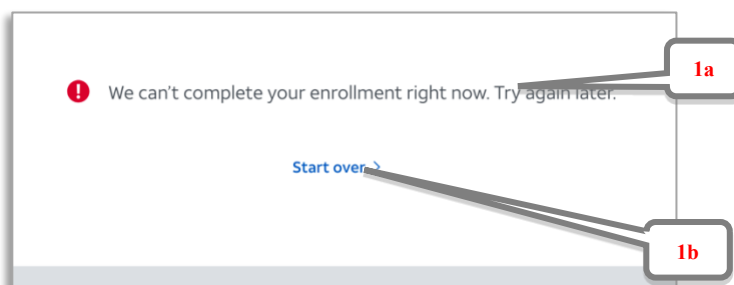 1a
We can't complete your enrollment right now. Try again later.
Start over >
1b